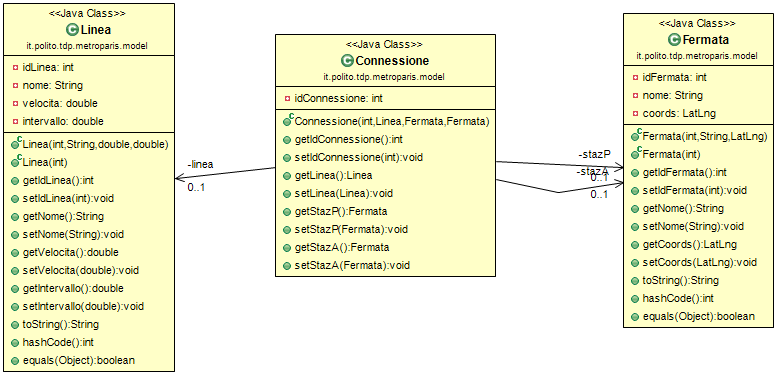 <<Java Class>>
Linea
it.polito.tdp.metroparis.model
idLinea: int
nome: String
velocita: double
intervallo: double
Linea(int,String,double,double)
Linea(int)
getIdLinea():int
setIdLinea(int):void
getNome():String
setNome(String):void
getVelocita():double
setVelocita(double):void
getIntervallo():double
setIntervallo(double):void
toString():String
hashCode():int
equals(Object):boolean
-linea
0..1
<<Java Class>>
Connessione
it.polito.tdp.metroparis.model
idConnessione: int
Connessione(int,Linea,Fermata,Fermata)
getIdConnessione():int
setIdConnessione(int):void
getLinea():Linea
setLinea(Linea):void
getStazP():Fermata
setStazP(Fermata):void
getStazA():Fermata
setStazA(Fermata):void
-stazP
0..1
-stazA
0..1
<<Java Class>>
Fermata
it.polito.tdp.metroparis.model
idFermata: int
nome: String
coords: LatLng
Fermata(int,String,LatLng)
Fermata(int)
getIdFermata():int
setIdFermata(int):void
getNome():String
setNome(String):void
getCoords():LatLng
setCoords(LatLng):void
toString():String
hashCode():int
equals(Object):boolean